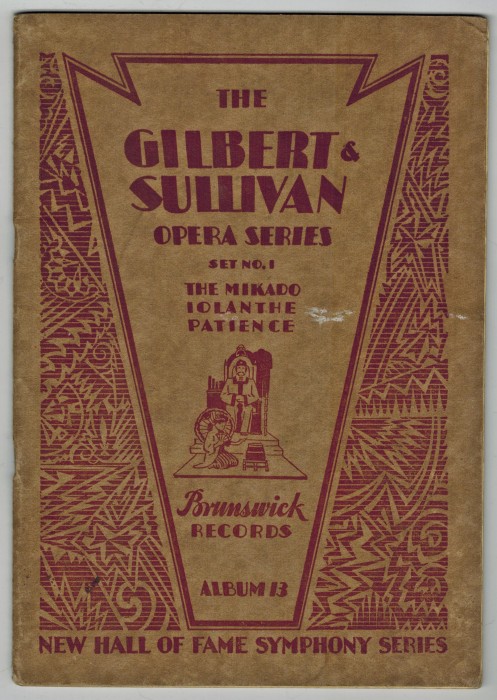 THE
GILBERT &
SULLIVAN
OPERA SERIES
SET NO. 1
THE MIKADO
IOLANTHE
PATIENCE
Brunswick
RECORDS
ALBUM 13
NEW HALL OF FAME SYMPHONY SERIES